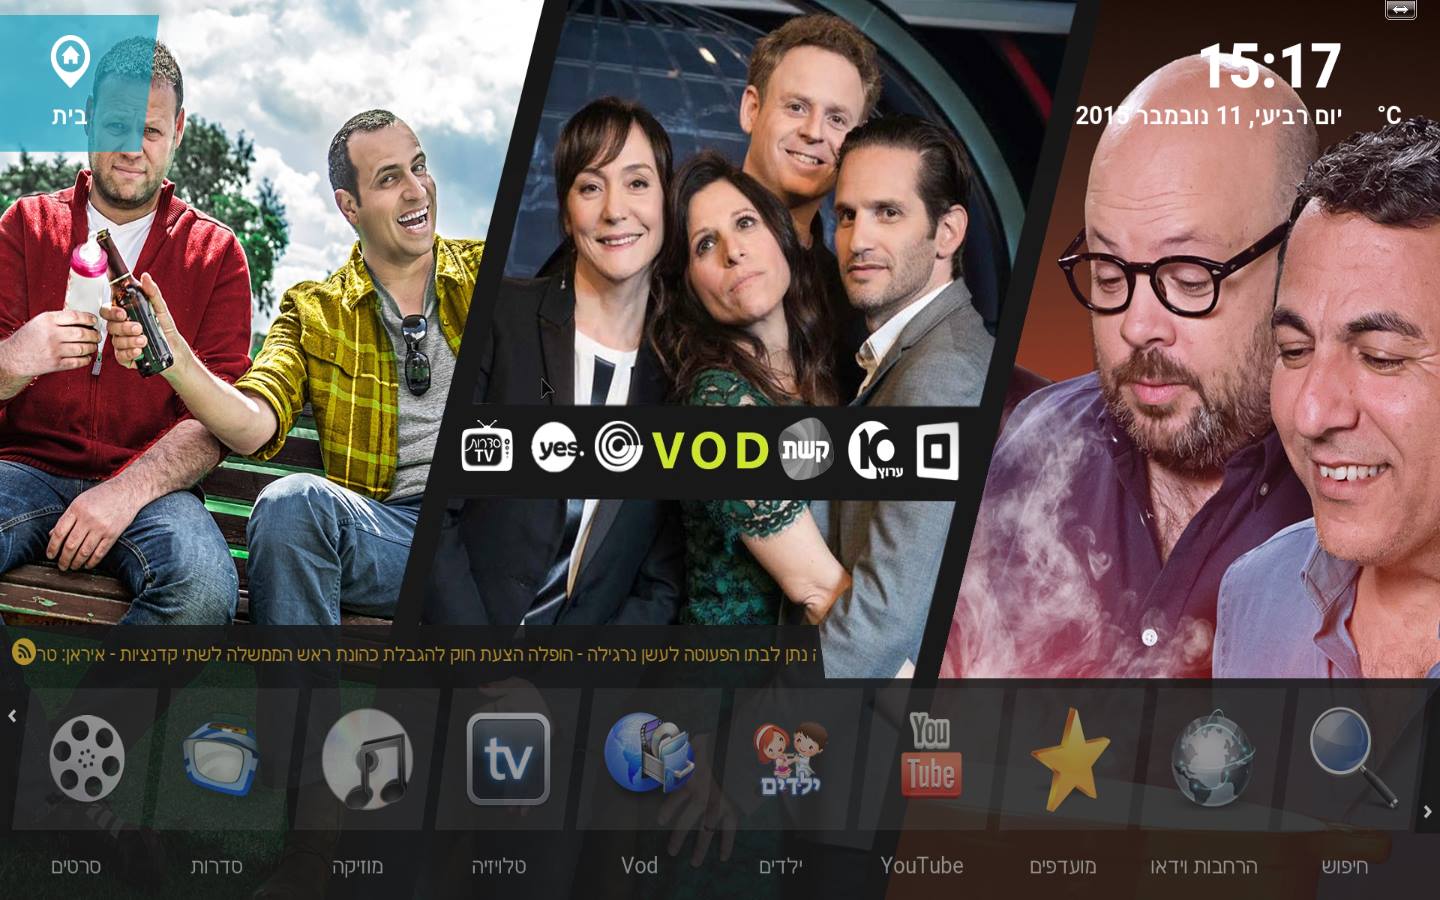 בית
15:17
יום רביעי, 11 נובמבר 2015
°C
סדרות TV
yes.
VOD
קשת
10 ערוץ
ה נתן לבתו הפעוטה לעשן נרגילה - הופלה הצעת חוק להגבלת כהונת ראש הממשלה לשתי קדנציות - איראן: טר
tv
ילדים
You Tube
סרטים
סדרות
מוזיקה
טלויזיה
Vod
ילדים
YouTube
מועדפים
הרחבות וידאו
חיפוש